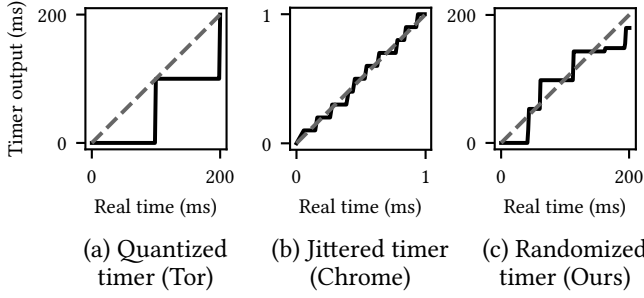 Timer output (ms)
200
0
0
200
Real time (ms)
(a) Quantized
timer (Tor)
1
0
0
1
Real time (ms)
(b) Jittered timer
(Chrome)
200
0
0
200
Real time (ms)
(c) Randomized
timer (Ours)